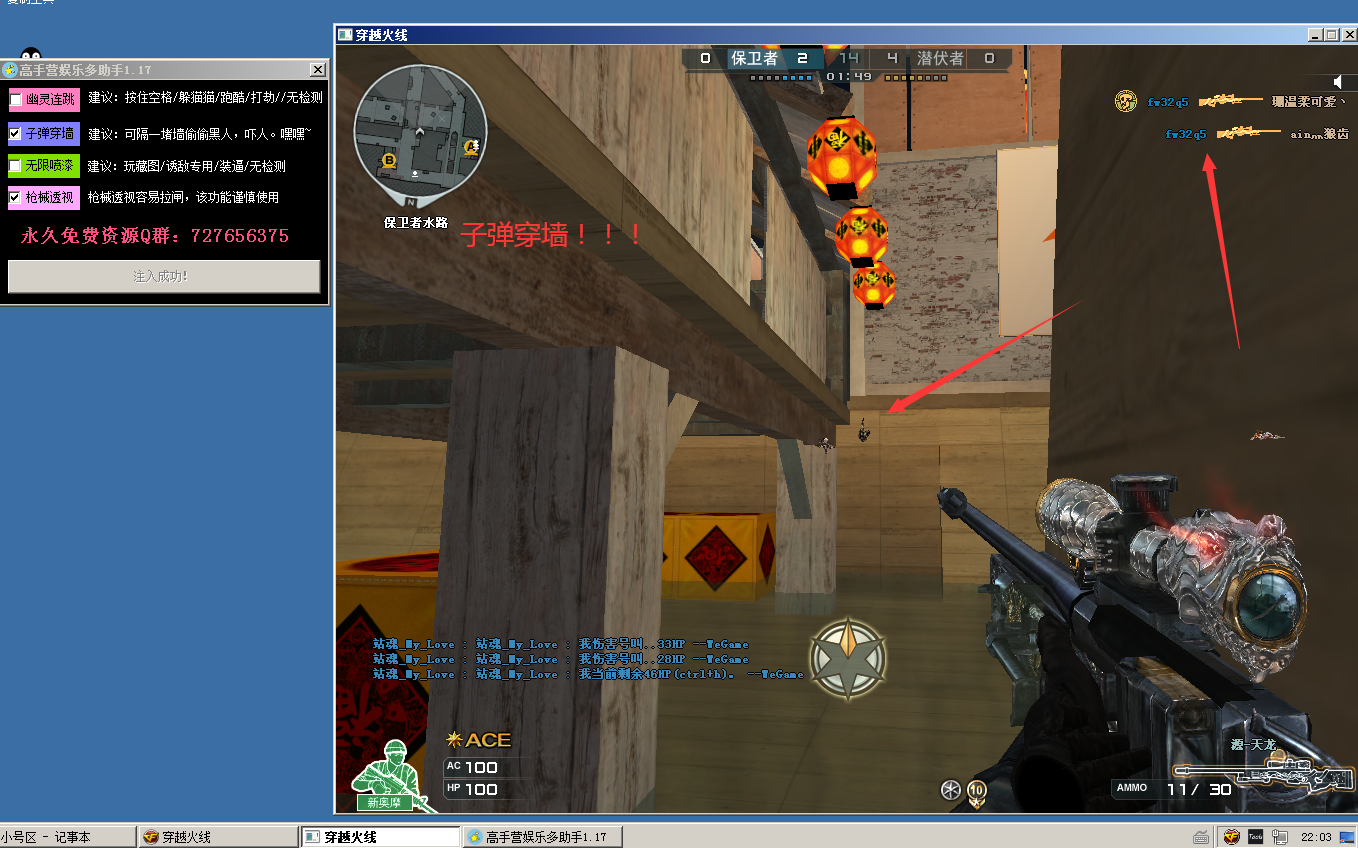 穿越火线
高手营娱乐多助手1.17
幽灵连跳 建议: 按住空格/躲猫猫/跑酷/打劫//无检测
子弹穿墙 建议: 可隔一堵墙偷偷黑人,吓人。嘿嘿~
无限喷漆 建议: 玩藏图/诱敌专用/装逼/无检测
枪械透视 枪械透视容易拉闸,该功能谨慎使用
永久免费资源Q群: 727656375
注入成功!
0 保卫者 2 14 4 潜伏者 0
01:49
A
B
N
保卫者水路
子弹穿墙!!!
fw32q5 珊温柔可爱丶
fw32q5 狼齿
站魂_My_Love : 站魂_My_Love : 我伤害号叫..33HP --WeGame
站魂_My_Love : 站魂_My_Love : 我伤害号叫..28HP --WeGame
站魂_My_Love : 站魂_My_Love : 我当前剩余46HP(ctrl+h)。 --WeGame
ACE
AC 100
HP 100
新奥摩
10
源-天龙
AMMO 11/ 30
小号区 - 记事本
穿越火线
穿越火线
高手营娱乐多助手1.17
22:03